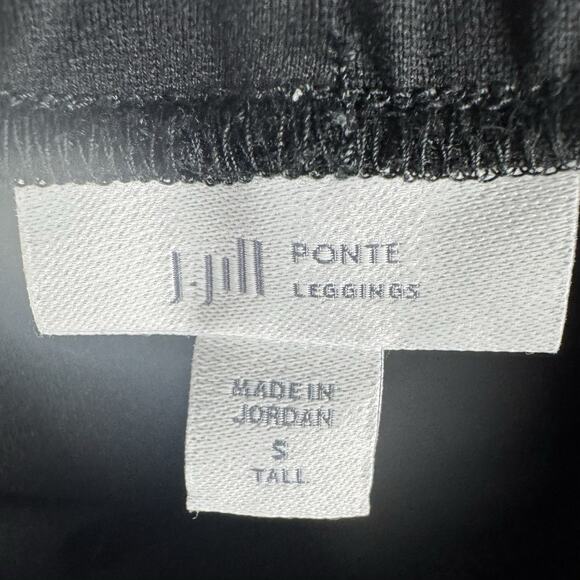 J.Jill PONTE
LEGGINGS
MADE IN
JORDAN
S
TALL